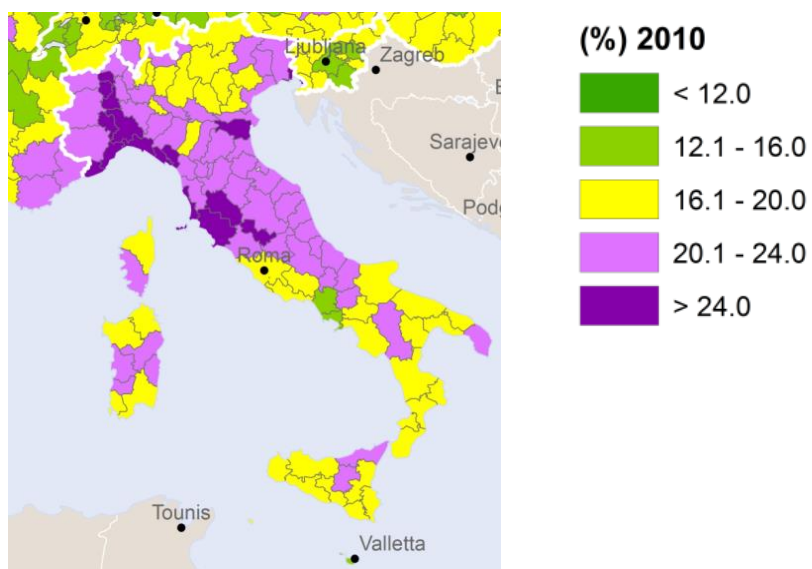 (%) 2010
< 12.0
12.1 - 16.0
16.1 - 20.0
20.1 - 24.0
> 24.0
Ljubljana
Zagreb
Sarajev
Podg
Roma
Tounis
Valletta